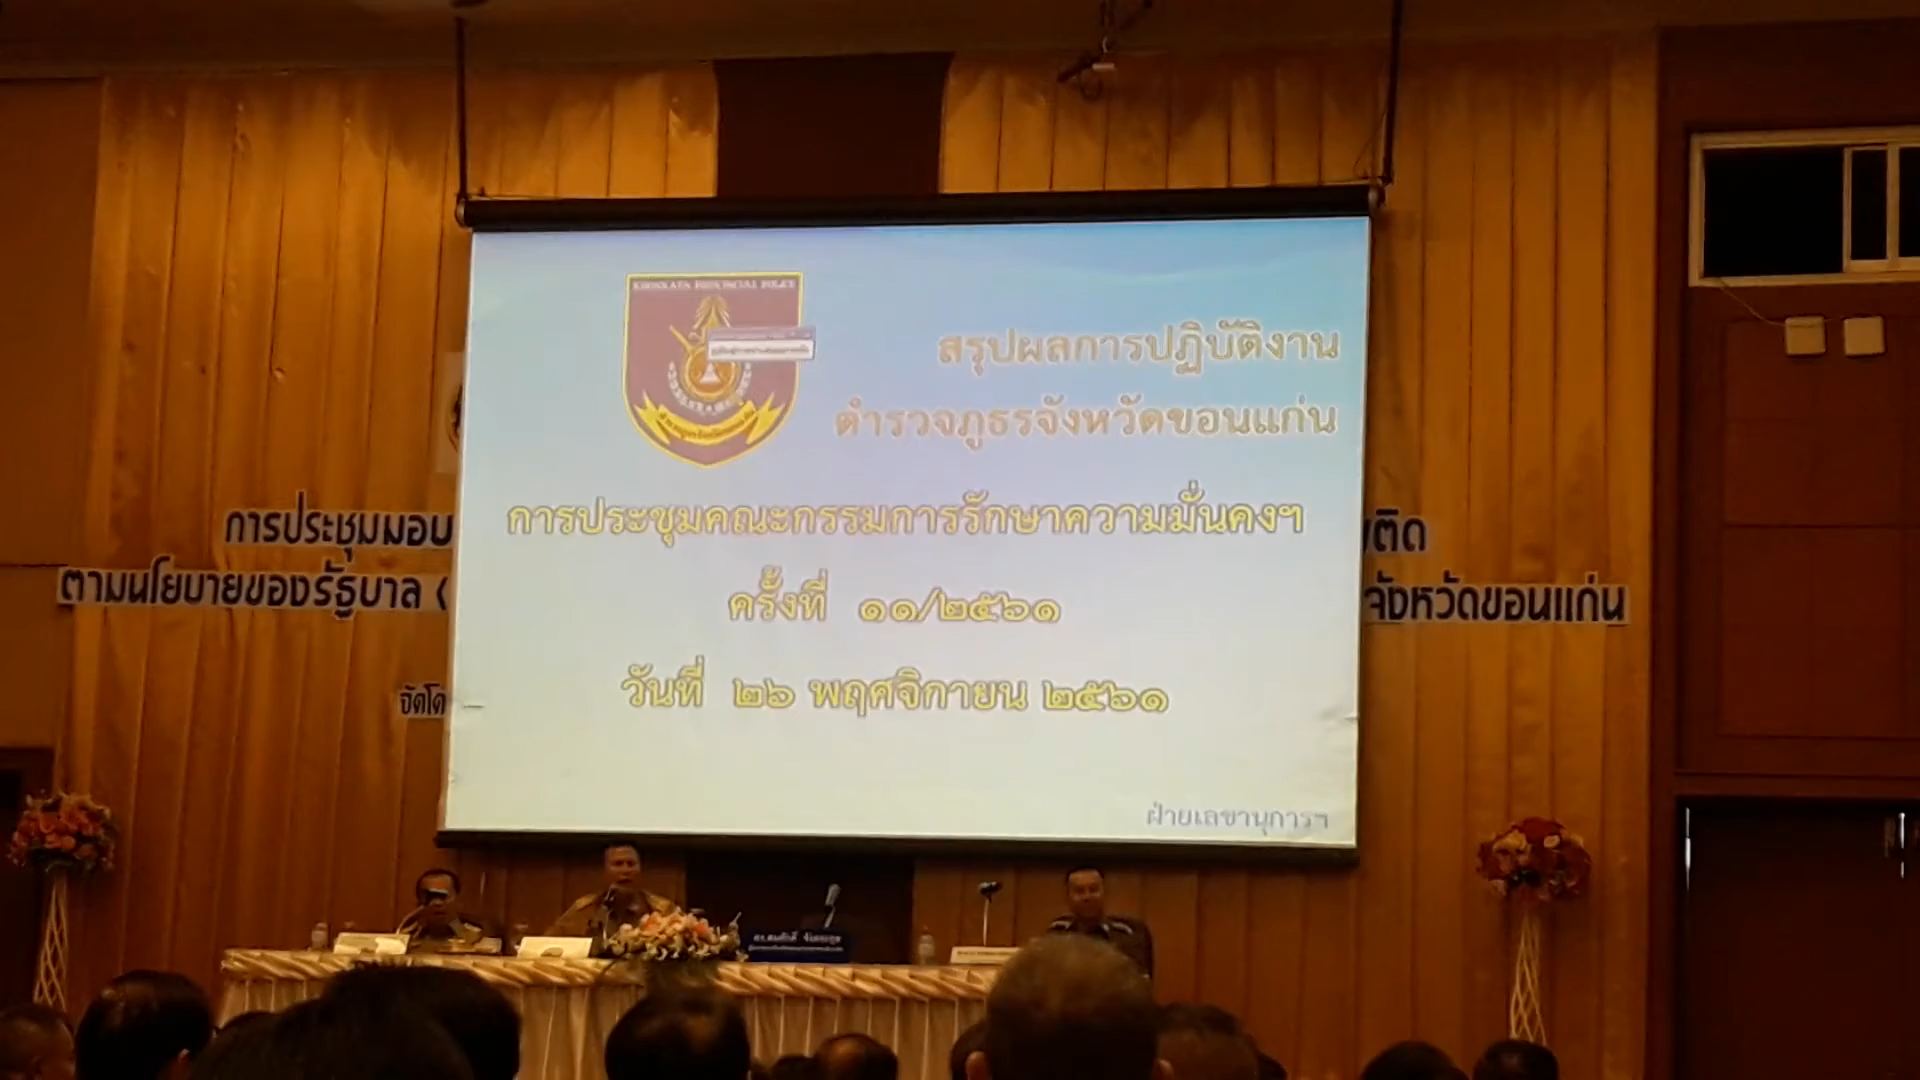 KHONKAEN PROVINCIAL POLICE
สรุปผลการปฏิบัติงาน
ตำรวจภูธรจังหวัดขอนแก่น
การประชุมคณะกรรมการรักษาความมั่นคงฯ
ครั้งที่ ๑๑/๒๕๖๑
วันที่ ๒๖ พฤศจิกายน ๒๕๖๑
ฝ่ายเลขานุการฯ
การประชุมมอบ
ติด
ตามนโยบายของรัฐบาล (
จังหวัดขอนแก่น
จัดโด